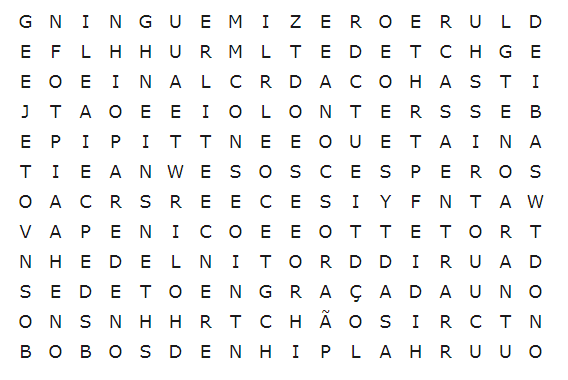 G N I N G U E M I Z E R O E R U L D
E F L H H U R M L T E D E T C H G E
E O E I N A L C R D A C O H A S T I
J T A O E E I O L O N T E R S S E B
E P I P I T T N E E O U E T A I N A
T I E A N W E S O S C E S P E R O S
O A C R S R E E C E S I Y F N T A W
V A P E N I C O E E O T T E T O R T
N H E D E L N I T O R D D I R U A D
S E D E T O E N G R A Ç A D A U N O
O N S N H H R T C H Ã O S I R C T N
B O B O S D E N H I P L A H R U U O